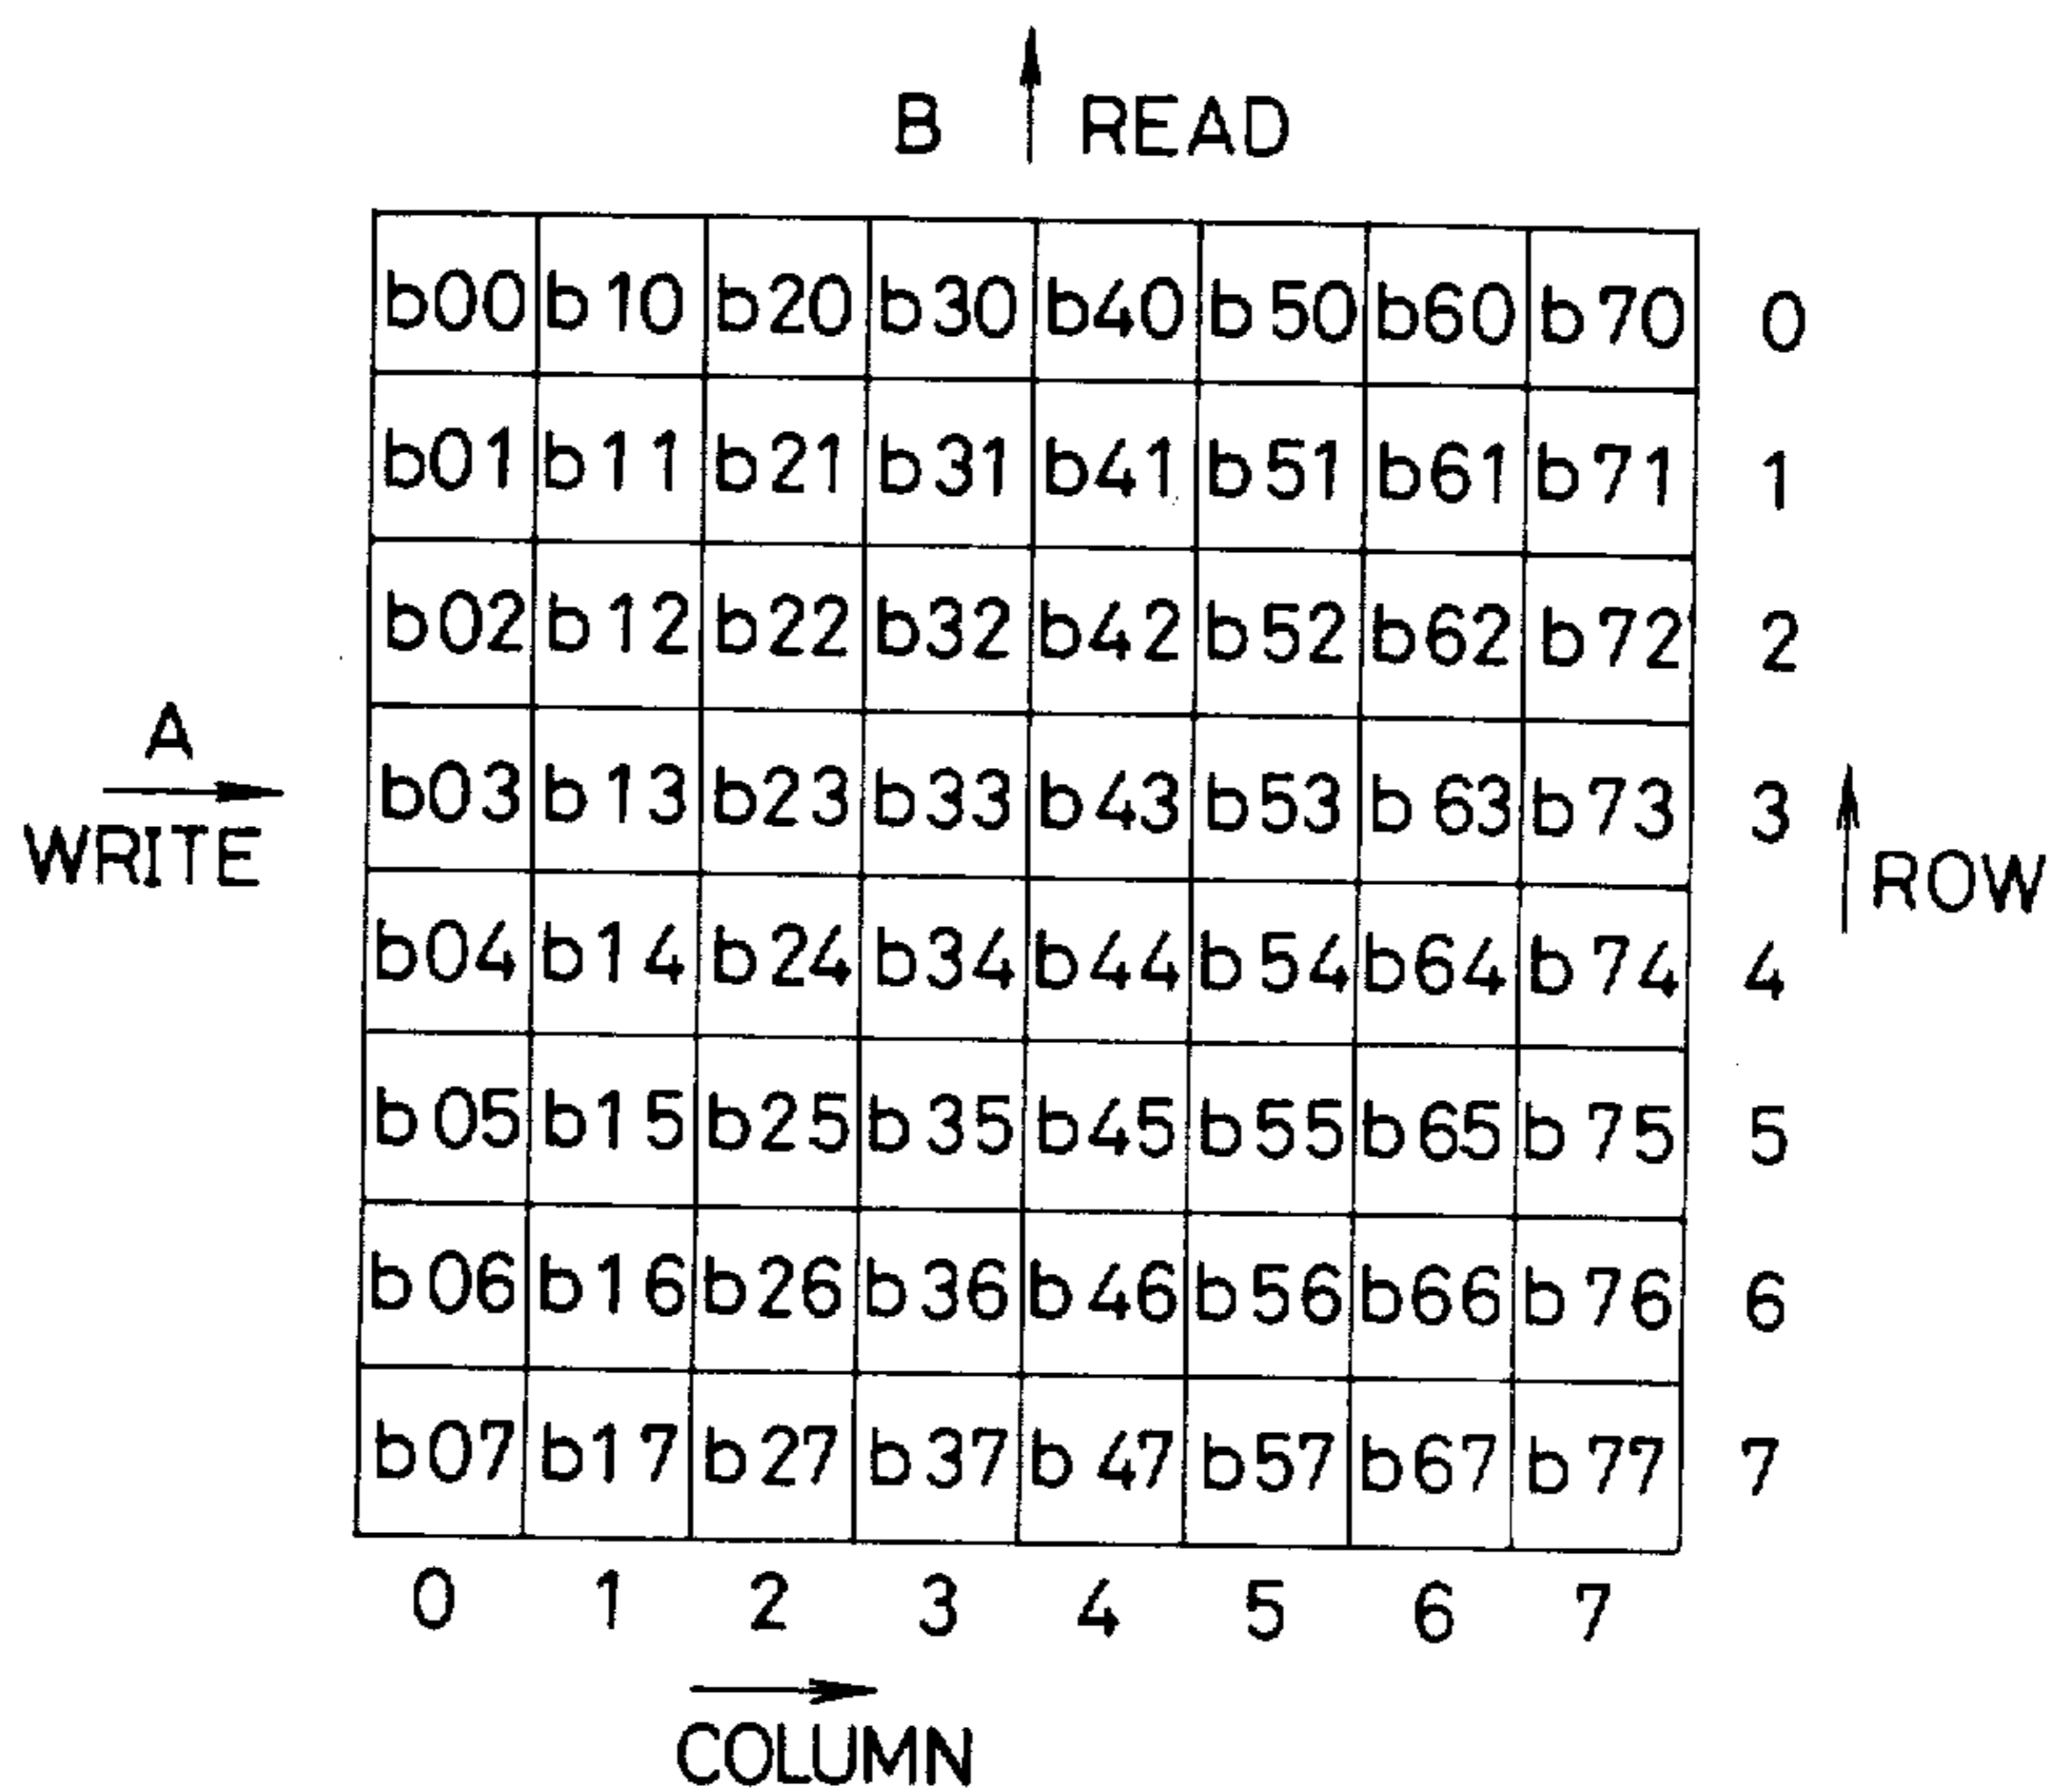 B READ
b00 b10 b20 b30 b40 b50 b60 b70 0
b01 b11 b21 b31 b41 b51 b61 b71 1
b02 b12 b22 b32 b42 b52 b62 b72 2
A
WRITE
b03 b13 b23 b33 b43 b53 b63 b73 3
ROW
b04 b14 b24 b34 b44 b54 b64 b74 4
b05 b15 b25 b35 b45 b55 b65 b75 5
b06 b16 b26 b36 b46 b56 b66 b76 6
b07 b17 b27 b37 b47 b57 b67 b77 7
0 1 2 3 4 5 6 7
COLUMN